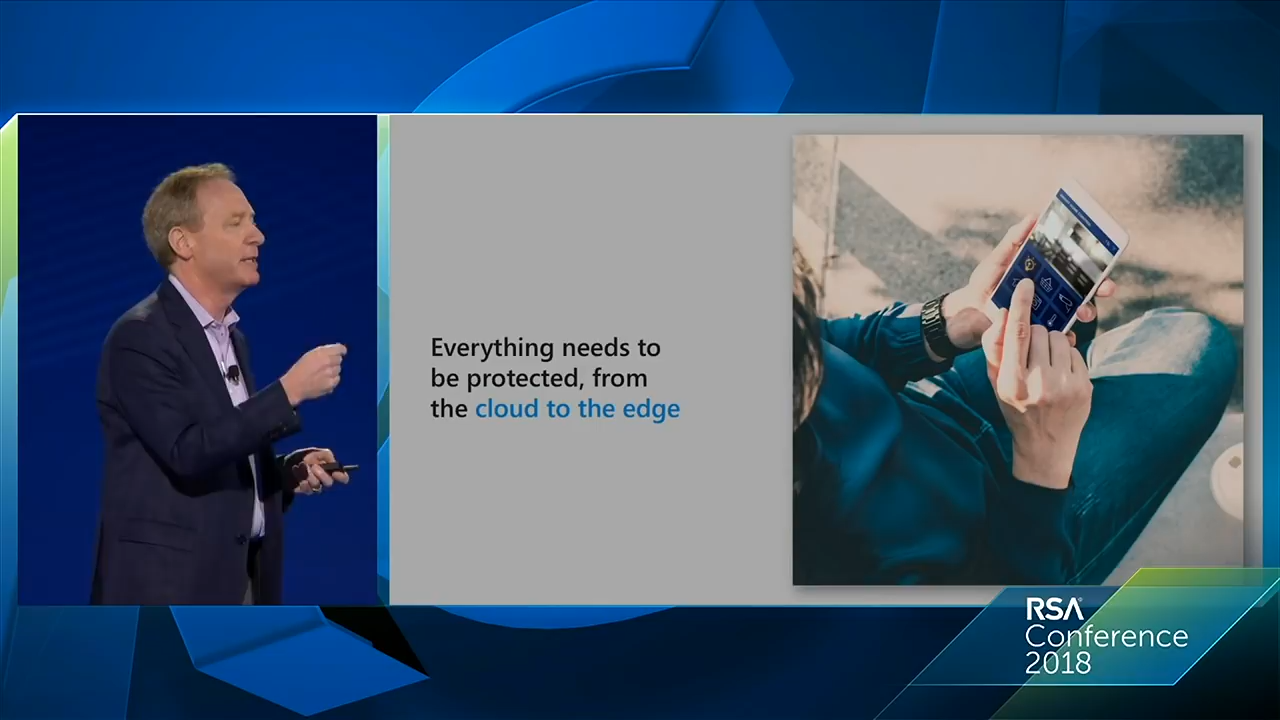 Everything needs to
be protected, from
the cloud to the edge
RSA®
Conference
2018